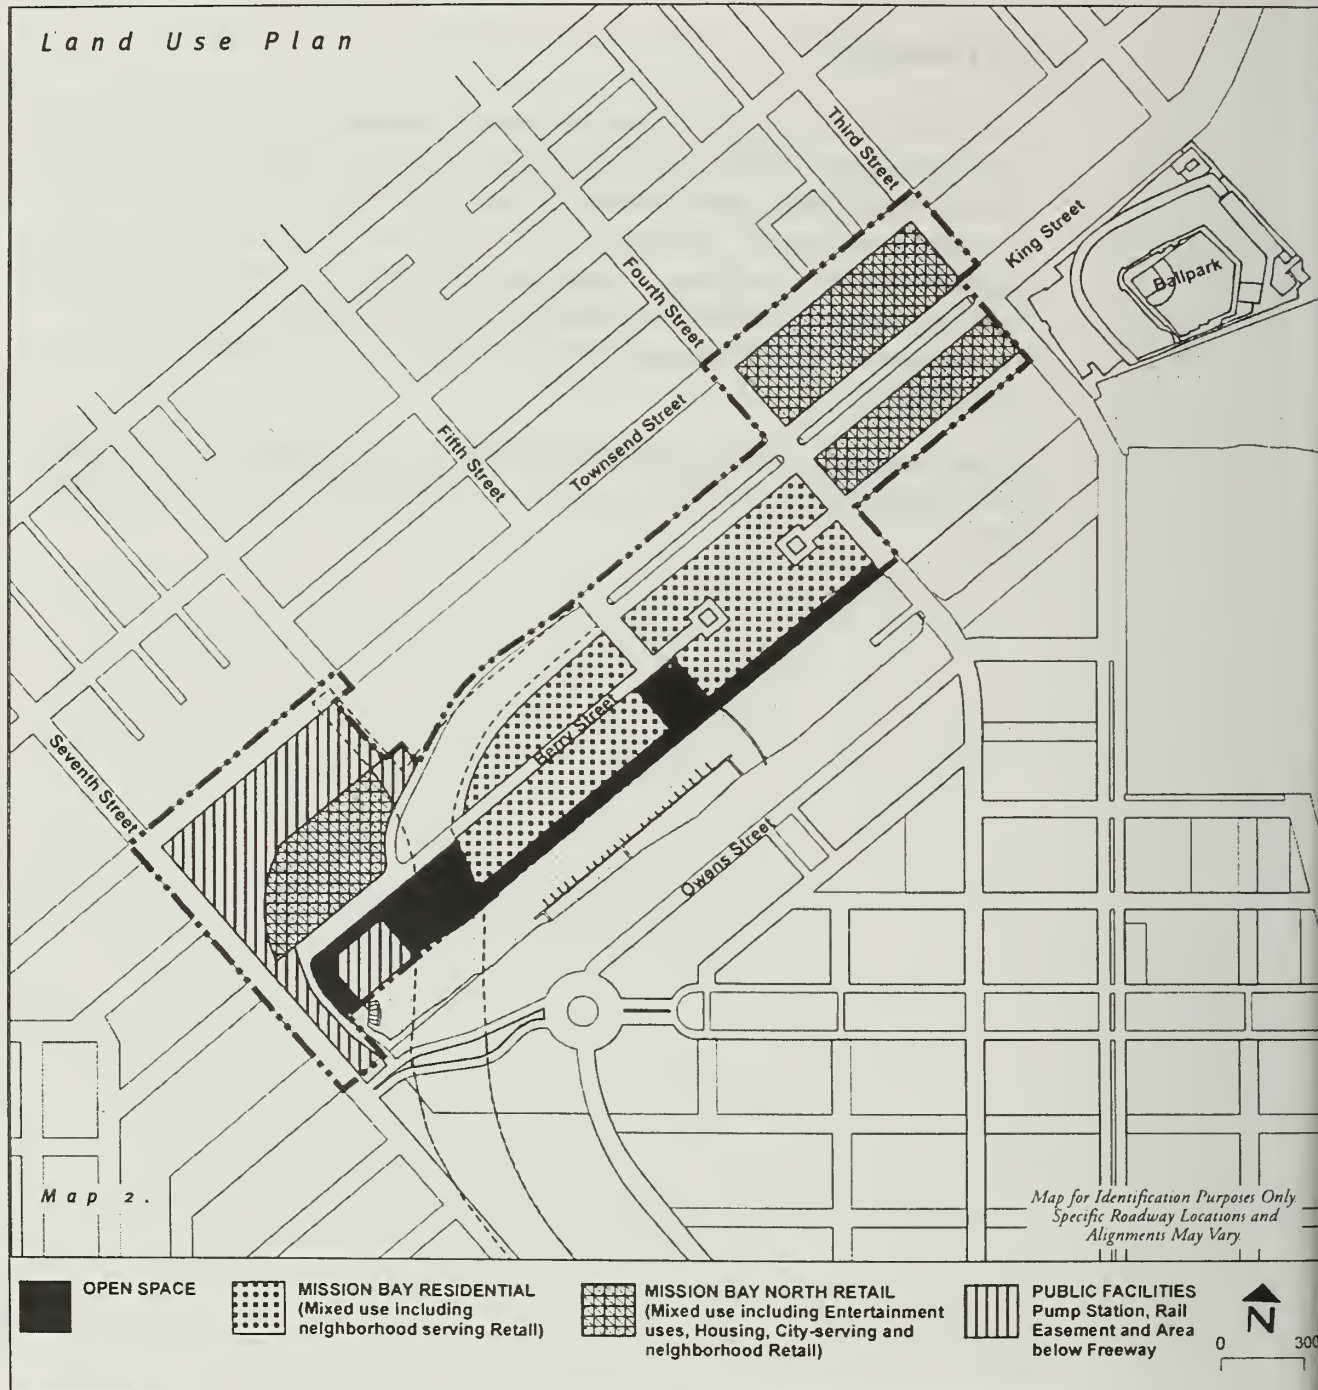 Land Use Plan
Third Street
King Street
Ballpark
Fourth Street
Townsend Street
Fifth Street
Berry Street
Seventh Street
Owens Street
Map 2.
Map for Identification Purposes Only.
Specific Roadway Locations and
Alignments May Vary.
OPEN SPACE
MISSION BAY RESIDENTIAL
(Mixed use including
neighborhood serving Retail)
MISSION BAY NORTH RETAIL
(Mixed use including Entertainment
uses, Housing, City-serving and
neighborhood Retail)
PUBLIC FACILITIES
Pump Station, Rail
Easement and Area
below Freeway
N
0 300